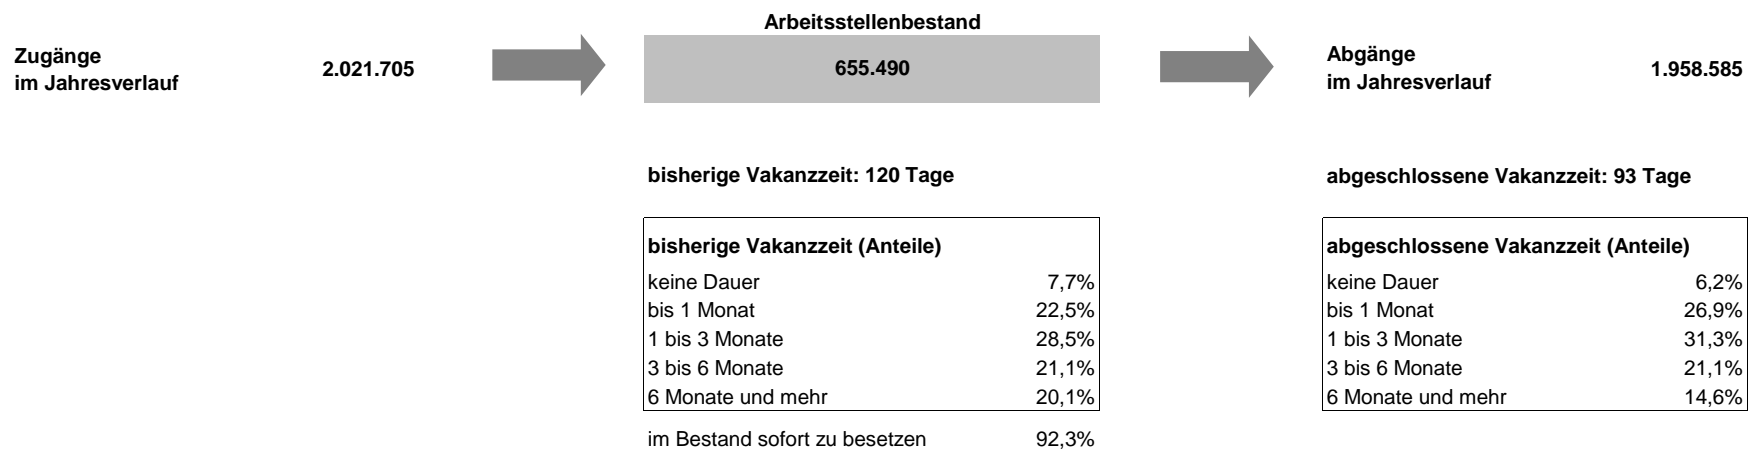 Arbeitsstellenbestand
Zugänge
im Jahresverlauf
2.021.705
655.490
Abgänge
im Jahresverlauf
1.958.585
bisherige Vakanzzeit: 120 Tage
abgeschlossene Vakanzzeit: 93 Tage
bisherige Vakanzzeit (Anteile)
keine Dauer 7,7%
bis 1 Monat 22,5%
1 bis 3 Monate 28,5%
3 bis 6 Monate 21,1%
6 Monate und mehr 20,1%
im Bestand sofort zu besetzen 92,3%
abgeschlossene Vakanzzeit (Anteile)
keine Dauer 6,2%
bis 1 Monat 26,9%
1 bis 3 Monate 31,3%
3 bis 6 Monate 21,1%
6 Monate und mehr 14,6%